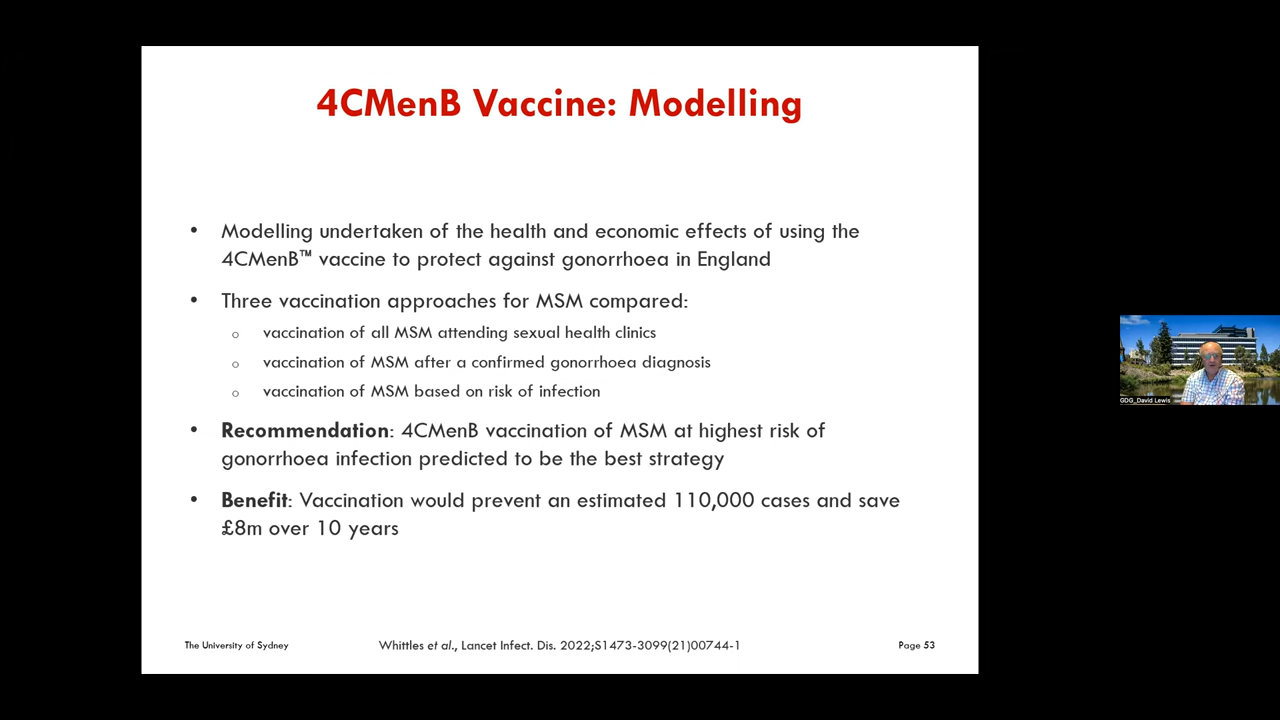 4CMenB Vaccine: Modelling
• Modelling undertaken of the health and economic effects of using the
4CMenB™ vaccine to protect against gonorrhoea in England
• Three vaccination approaches for MSM compared:
o vaccination of all MSM attending sexual health clinics
o vaccination of MSM after a confirmed gonorrhoea diagnosis
o vaccination of MSM based on risk of infection
• Recommendation: 4CMenB vaccination of MSM at highest risk of
gonorrhoea infection predicted to be the best strategy
• Benefit: Vaccination would prevent an estimated 110,000 cases and save
£8m over 10 years
The University of Sydney
Whittles et al., Lancet Infect. Dis. 2022;S1473-3099(21)00744-1
Page 53
GDG_David Lewis